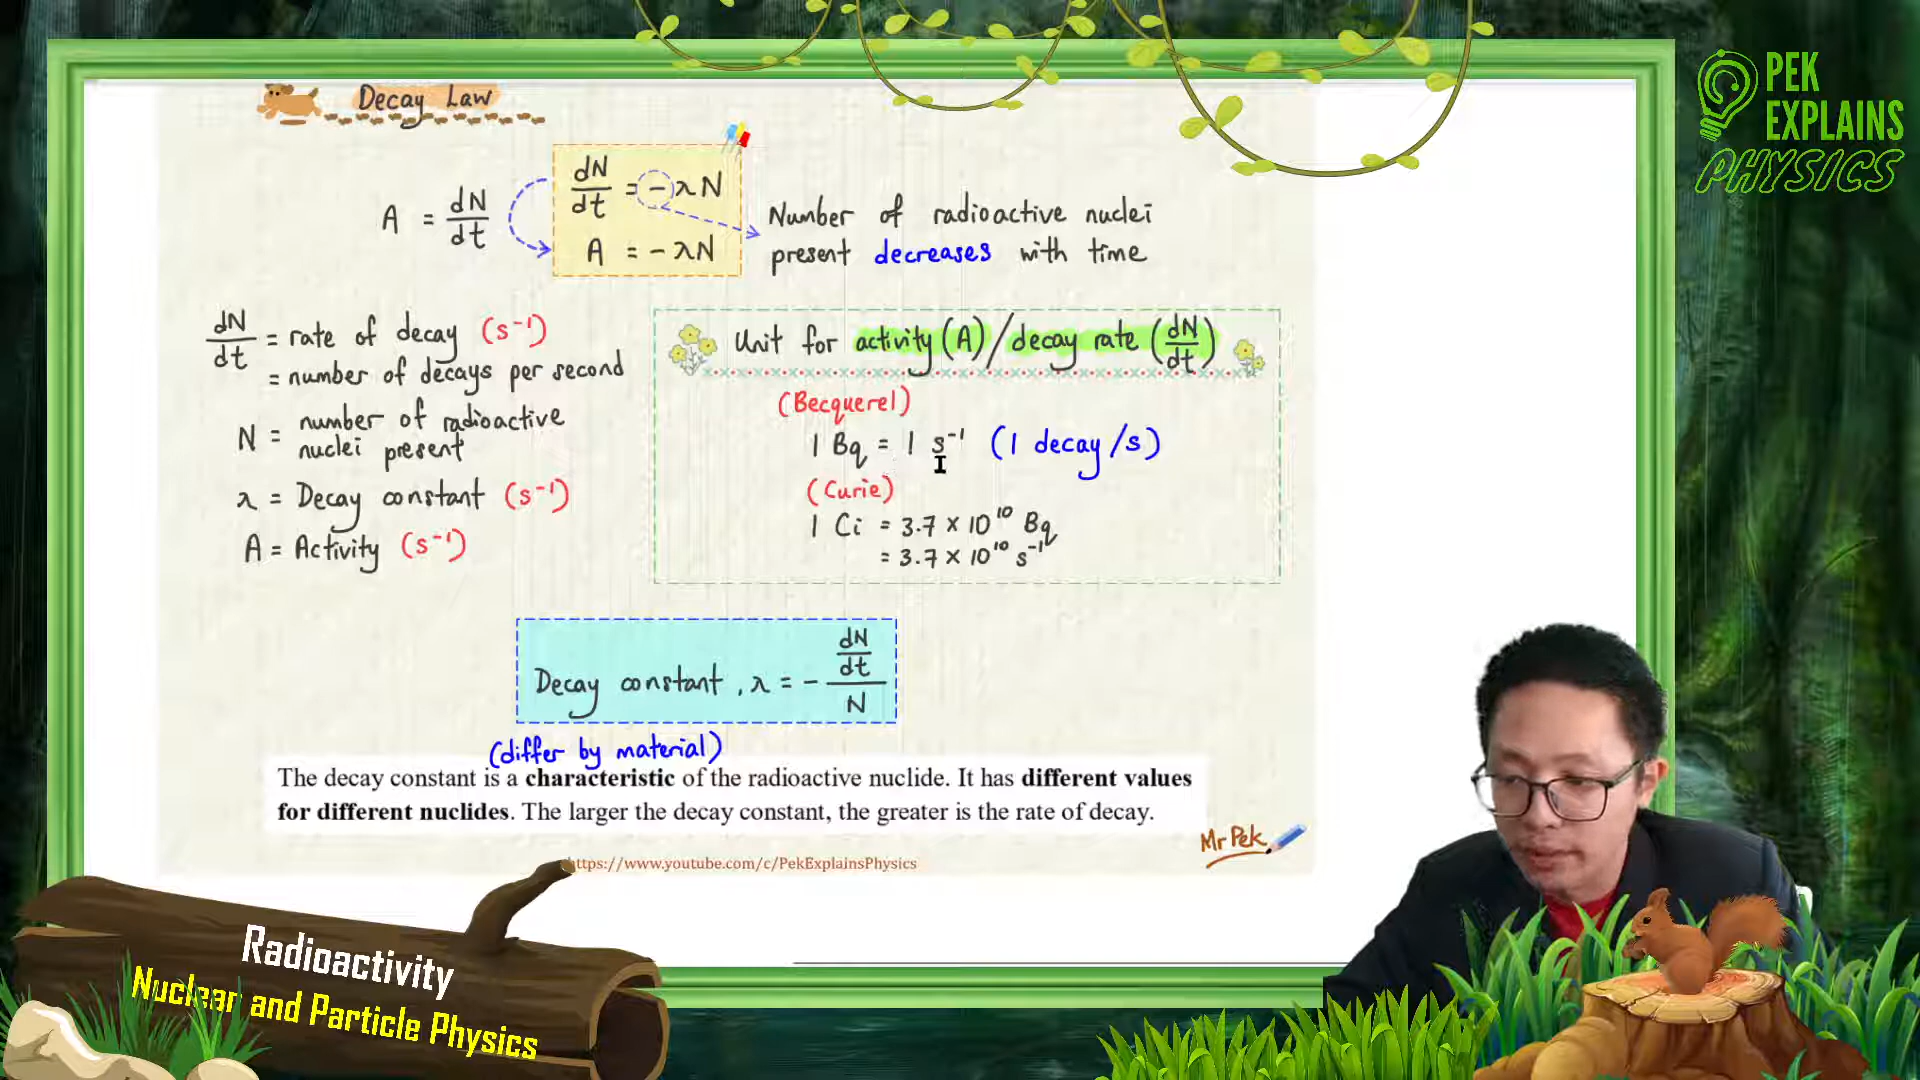 Decay Law
A = dN/dt
dN/dt = -λN
A = -λN
Number of radioactive nuclei
present decreases with time
dN/dt = rate of decay (s⁻¹)
= number of decays per second
N = number of radioactive
nuclei present
λ = Decay constant (s⁻¹)
A = Activity (s⁻¹)
Unit for activity (A) / decay rate (dN/dt)
(Becquerel)
1 Bq = 1 s⁻¹ (1 decay/s)
(Curie)
1 Ci = 3.7 × 10¹⁰ Bq
= 3.7 × 10¹⁰ s⁻¹
Decay constant, λ = - (dN/dt)/N
(differ by material)
The decay constant is a characteristic of the radioactive nuclide. It has different values
for different nuclides. The larger the decay constant, the greater is the rate of decay.
Mr Pek
https://www.youtube.com/c/PekExplainsPhysics
Radioactivity
Nuclear and Particle Physics
PEK
EXPLAINS
PHYSICS